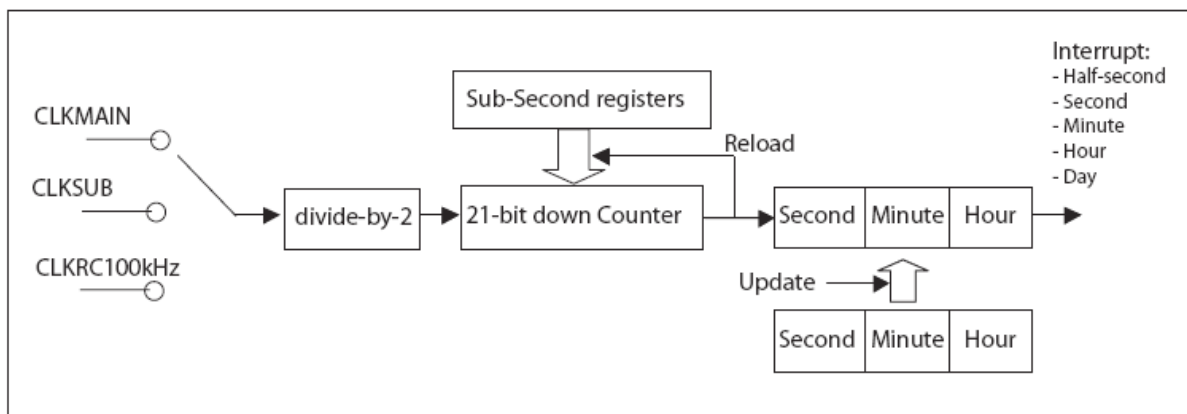 CLKMAIN
CLKSUB
CLKRC100kHz
divide-by-2
Sub-Second registers
21-bit down Counter
Reload
Second Minute Hour
Update
Second Minute Hour
Interrupt:
- Half-second
- Second
- Minute
- Hour
- Day